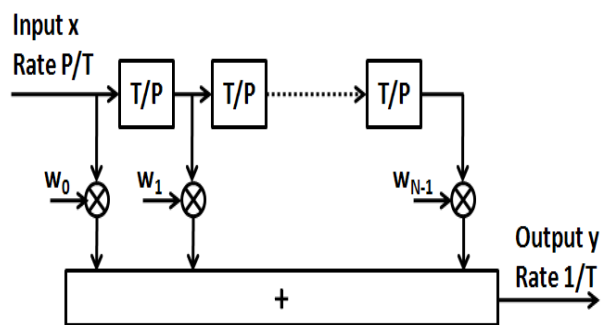 Input x
Rate P/T
T/P
T/P
T/P
w0
w1
wN-1
Output y
Rate 1/T
+